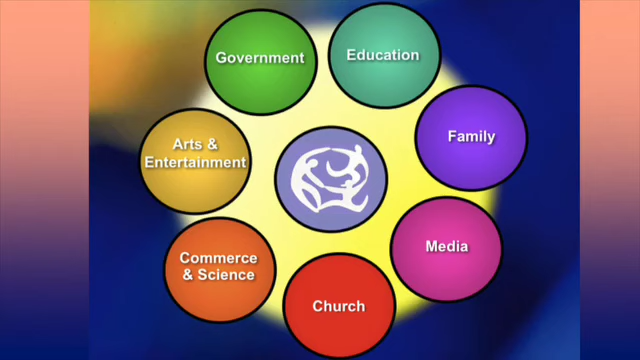 Government
Education
Arts &
Entertainment
Family
Commerce
& Science
Media
Church